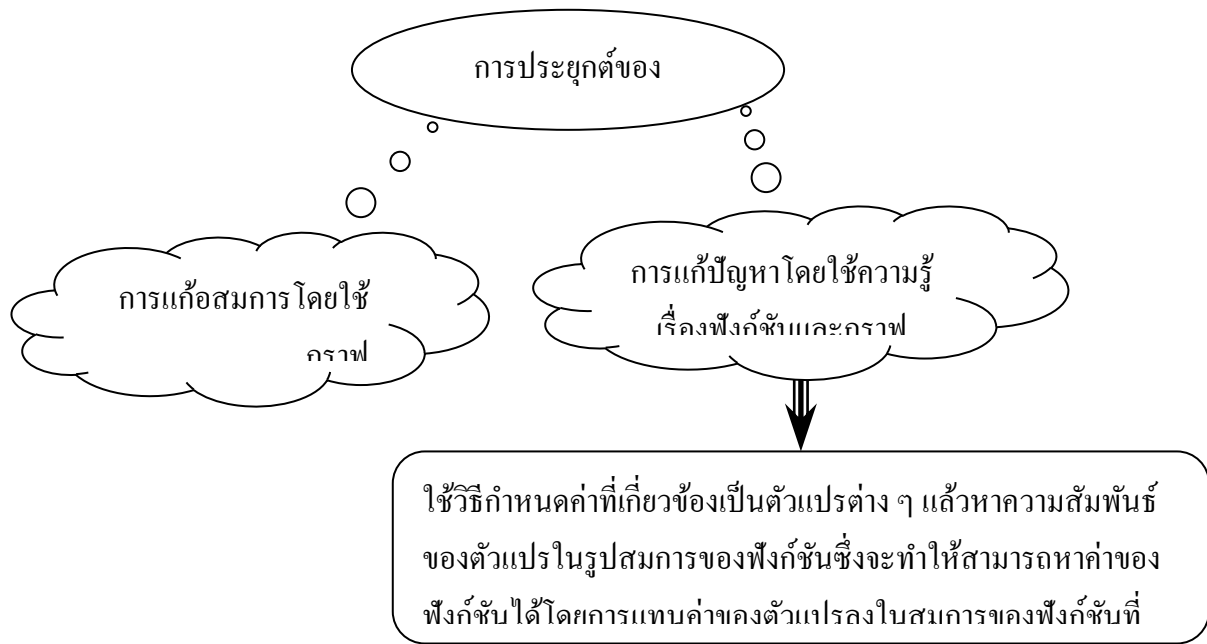 การประยุกต์ของ
การแก้อสมการโดยใช้
กราฟ
การแก้ปัญหาโดยใช้ความรู้
เรื่องฟังก์ชันและกราฟ
ใช้วิธีกำหนดค่าที่เกี่ยวข้องเป็นตัวแปรต่าง ๆ แล้วหาความสัมพันธ์
ของตัวแปรในรูปสมการของฟังก์ชันซึ่งจะทำให้สามารถหาค่าของ
ฟังก์ชันได้โดยการแทนค่าของตัวแปรลงในสมการของฟังก์ชันที่